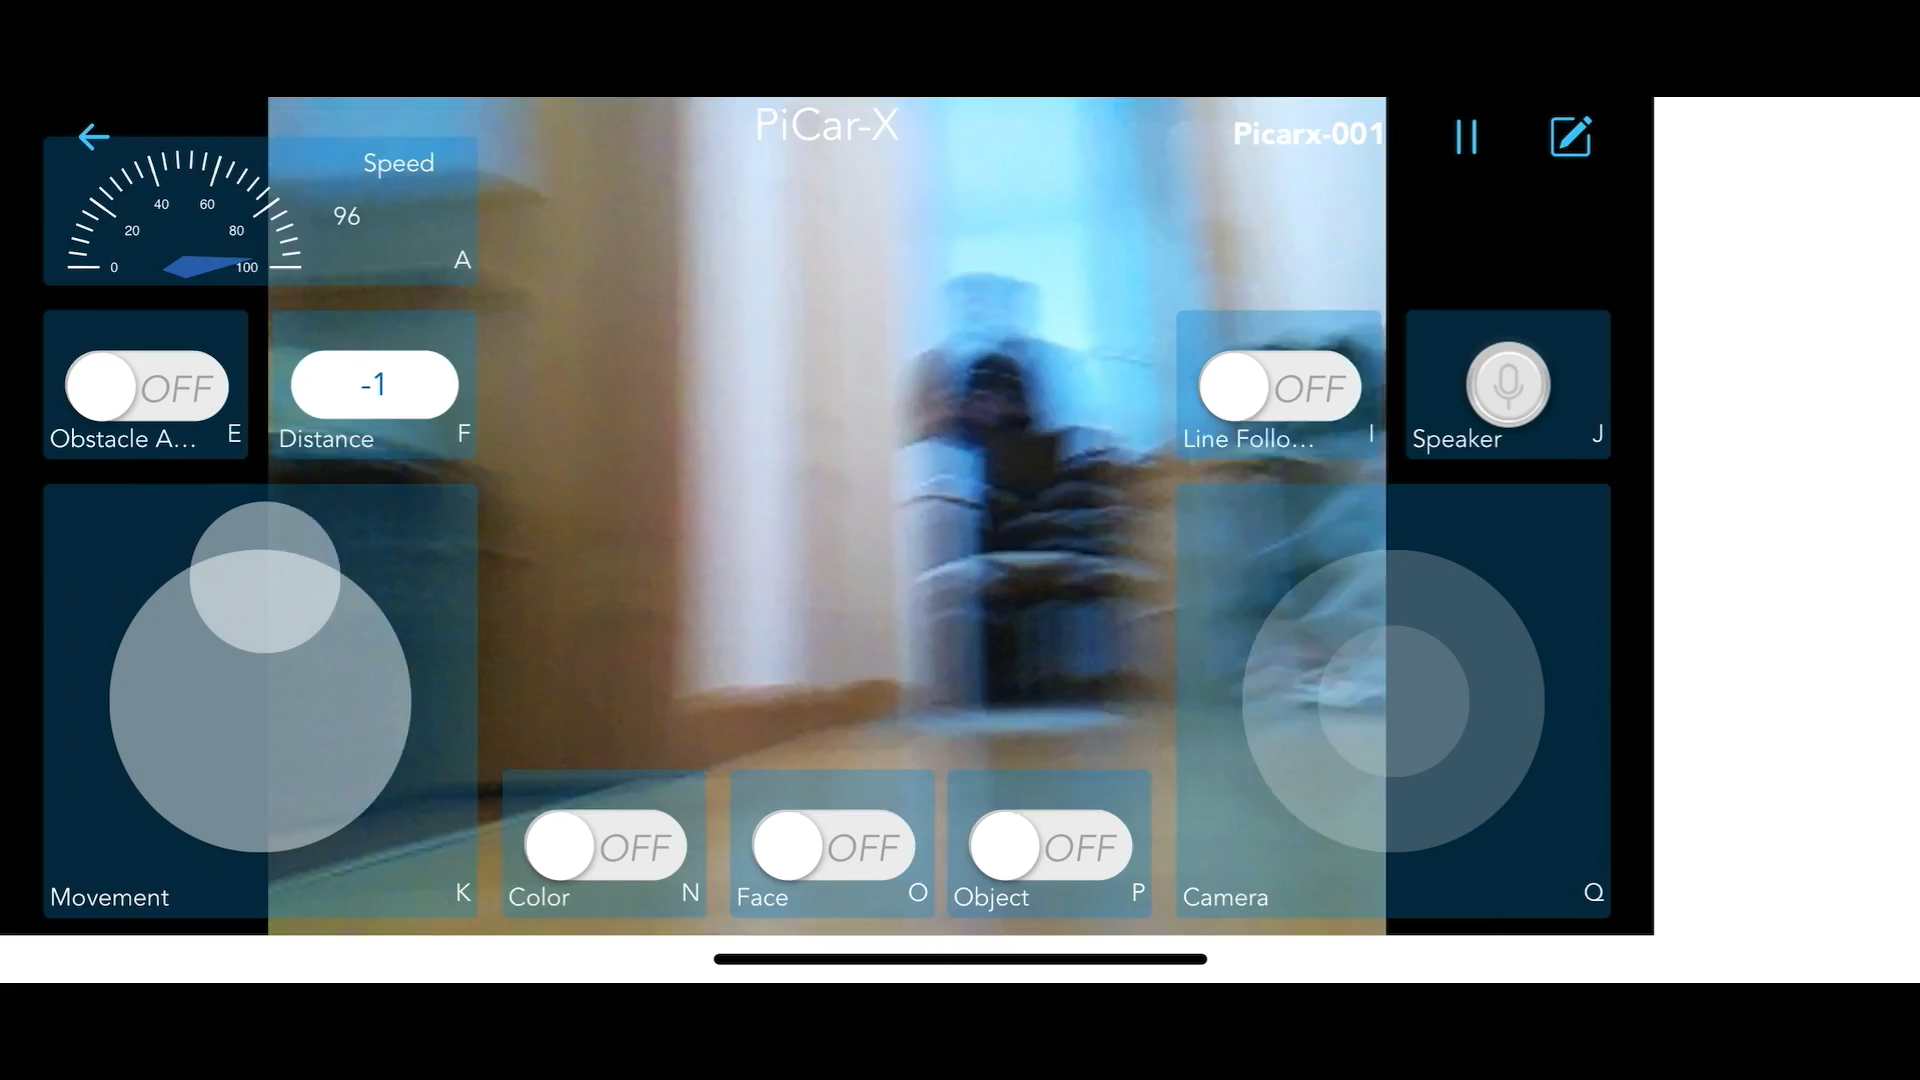 PiCar-X
Picarx-001
Speed
96
0
20
40
60
80
100
A
OFF
Obstacle A...
E
-1
Distance
F
OFF
Line Follo...
I
Speaker
J
Movement
K
OFF
Color
N
OFF
Face
O
OFF
Object
P
Camera
Q